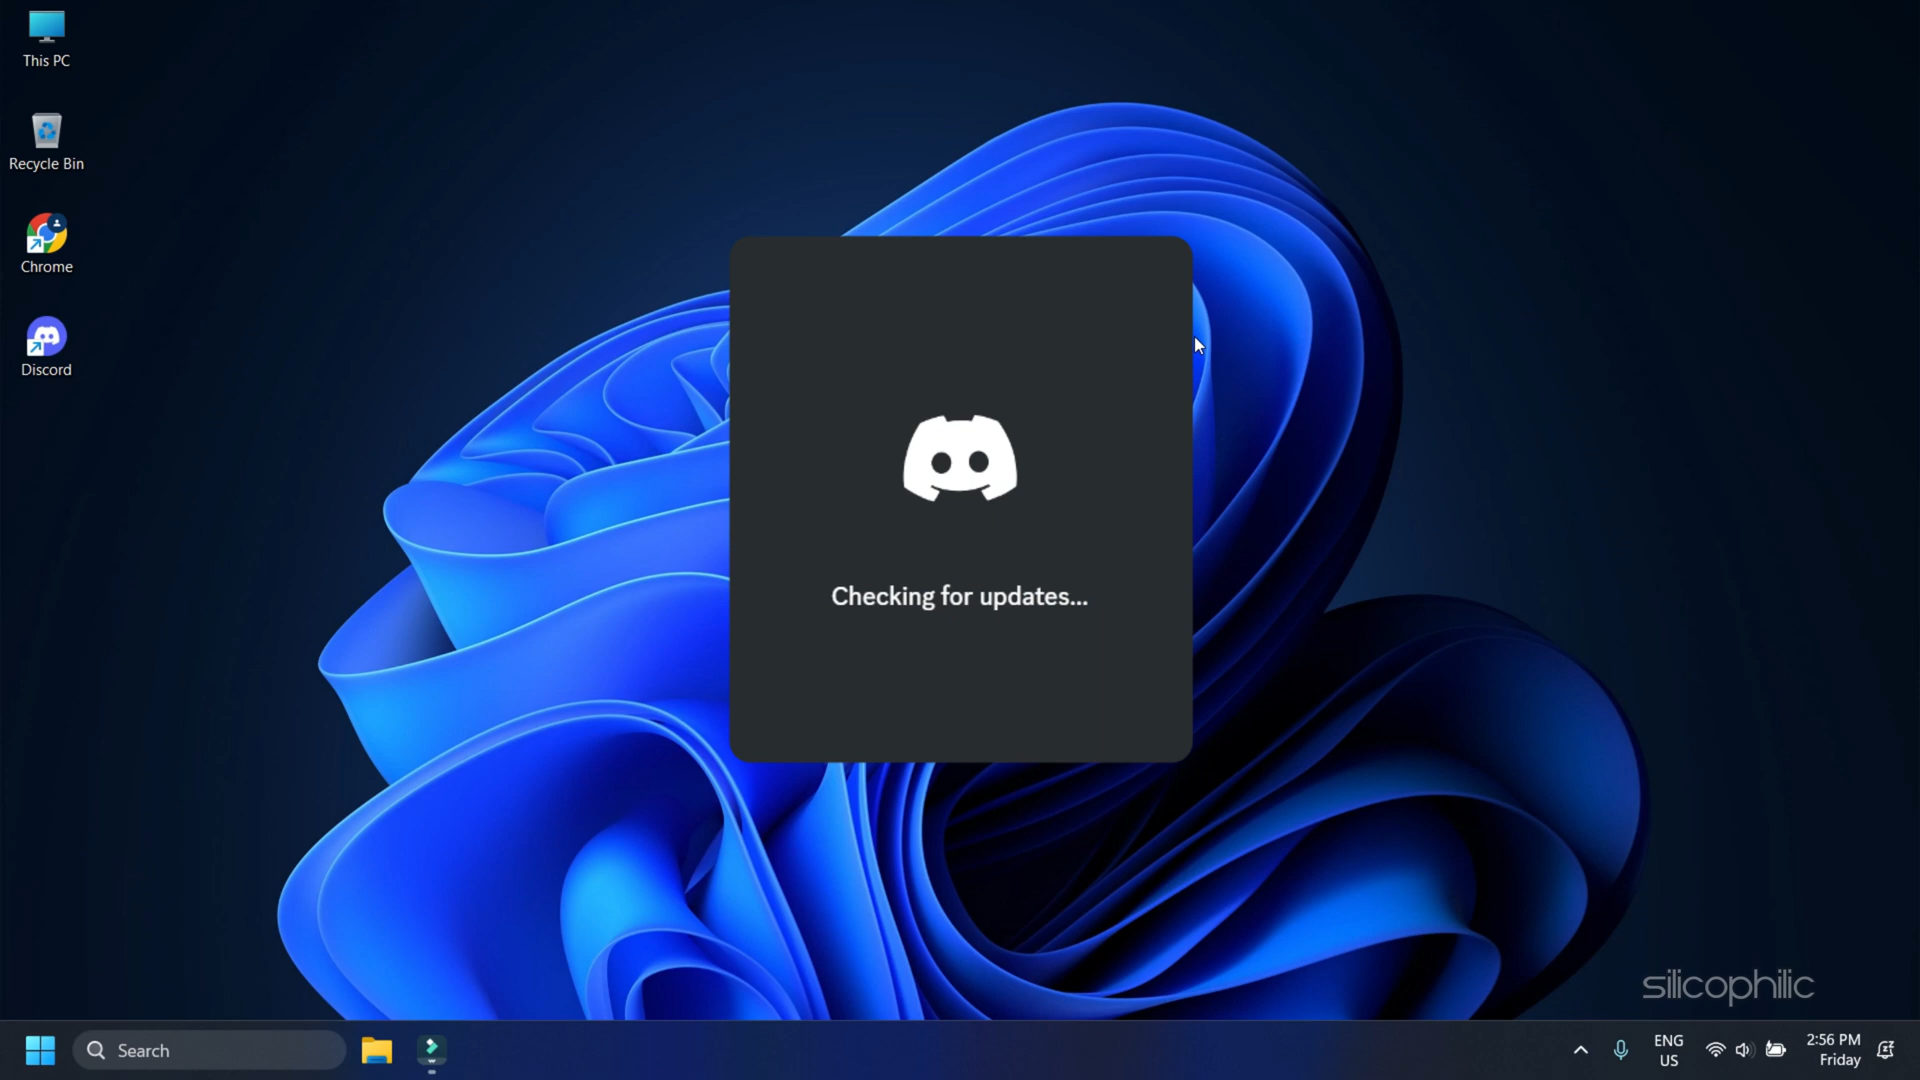 This PC
Recycle Bin
Chrome
Discord
Checking for updates...
silicophilic
Search
ENG
US
2:56 PM
Friday